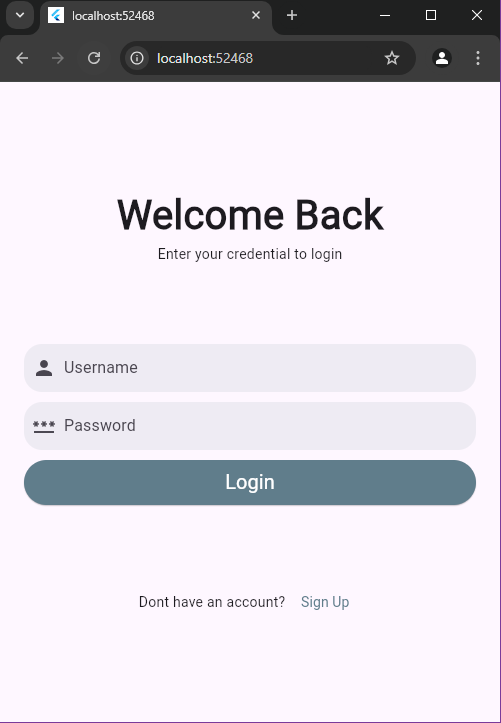 localhost:52468
localhost:52468
Welcome Back
Enter your credential to login
Username
Password
Login
Dont have an account? Sign Up